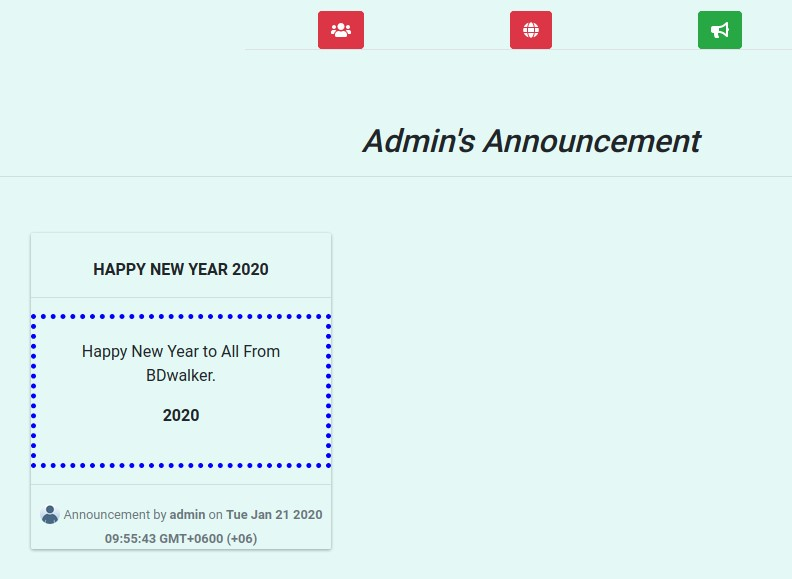 Admin's Announcement
HAPPY NEW YEAR 2020
Happy New Year to All From
BDwalker.
2020
Announcement by admin on Tue Jan 21 2020
09:55:43 GMT+0600 (+06)